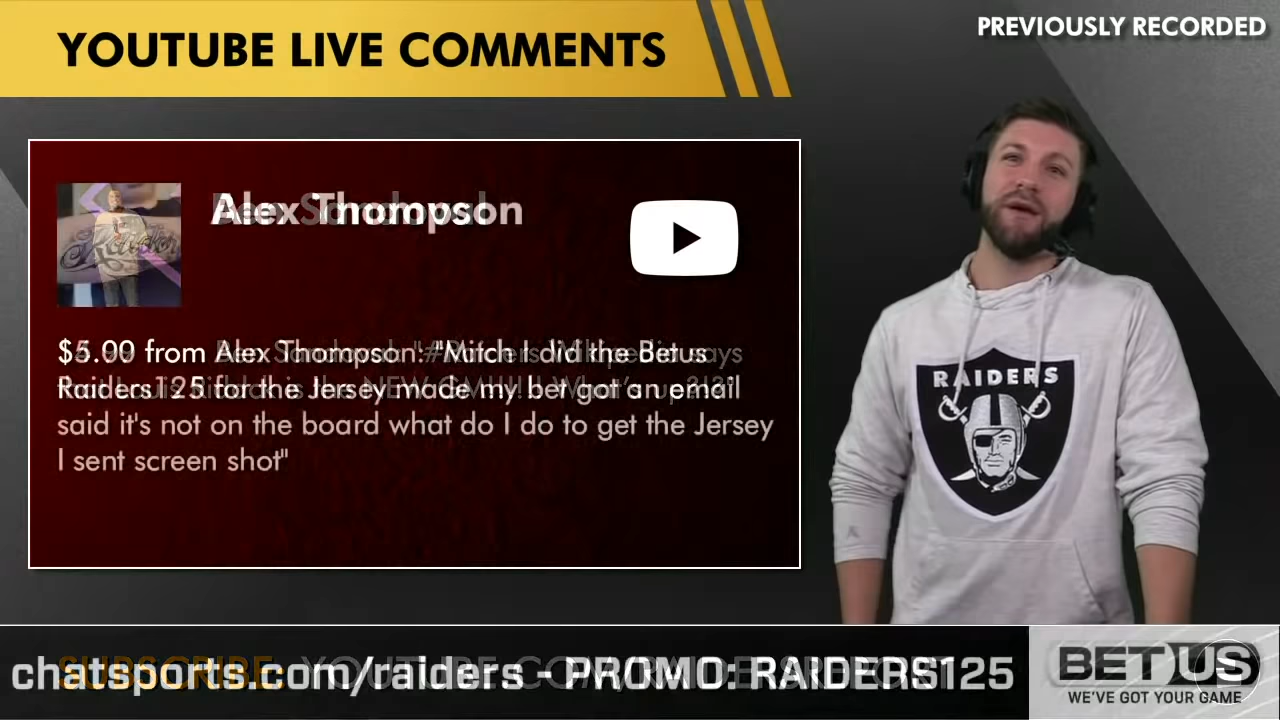 YOUTUBE LIVE COMMENTS
PREVIOUSLY RECORDED
Alex Thompson
from Alex Thompson: "Mitch I did the Betus
Raiders125 for the Jersey made my bet got an email
said it's not on the board what do I do to get the Jersey
I sent screen shot"
RAIDERS
chatsports.com/raiders - PROMO: RAIDERS125
SUBSCRIBE:
BETUS
WE'VE GOT YOUR GAME